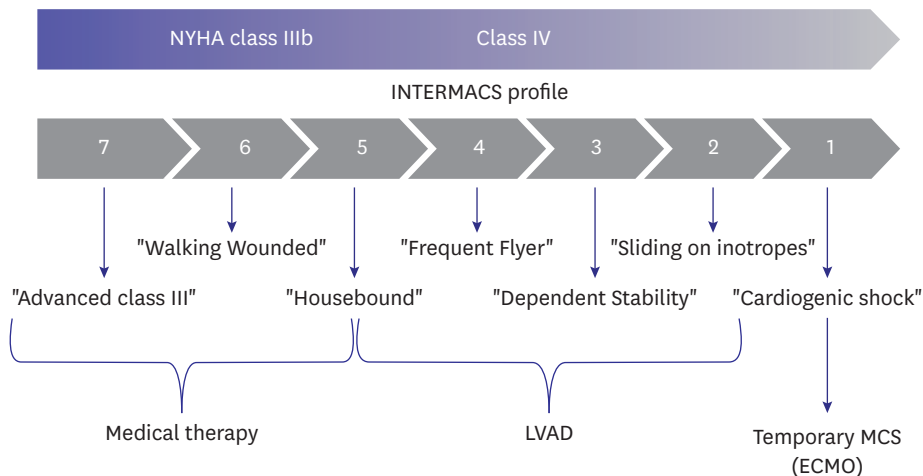 NYHA class IIIb
Class IV
INTERMACS profile
7 6 5 4 3 2 1
"Walking Wounded" "Frequent Flyer" "Sliding on inotropes"
"Advanced class III" "Housebound" "Dependent Stability" "Cardiogenic shock"
Medical therapy
LVAD
Temporary MCS
(ECMO)